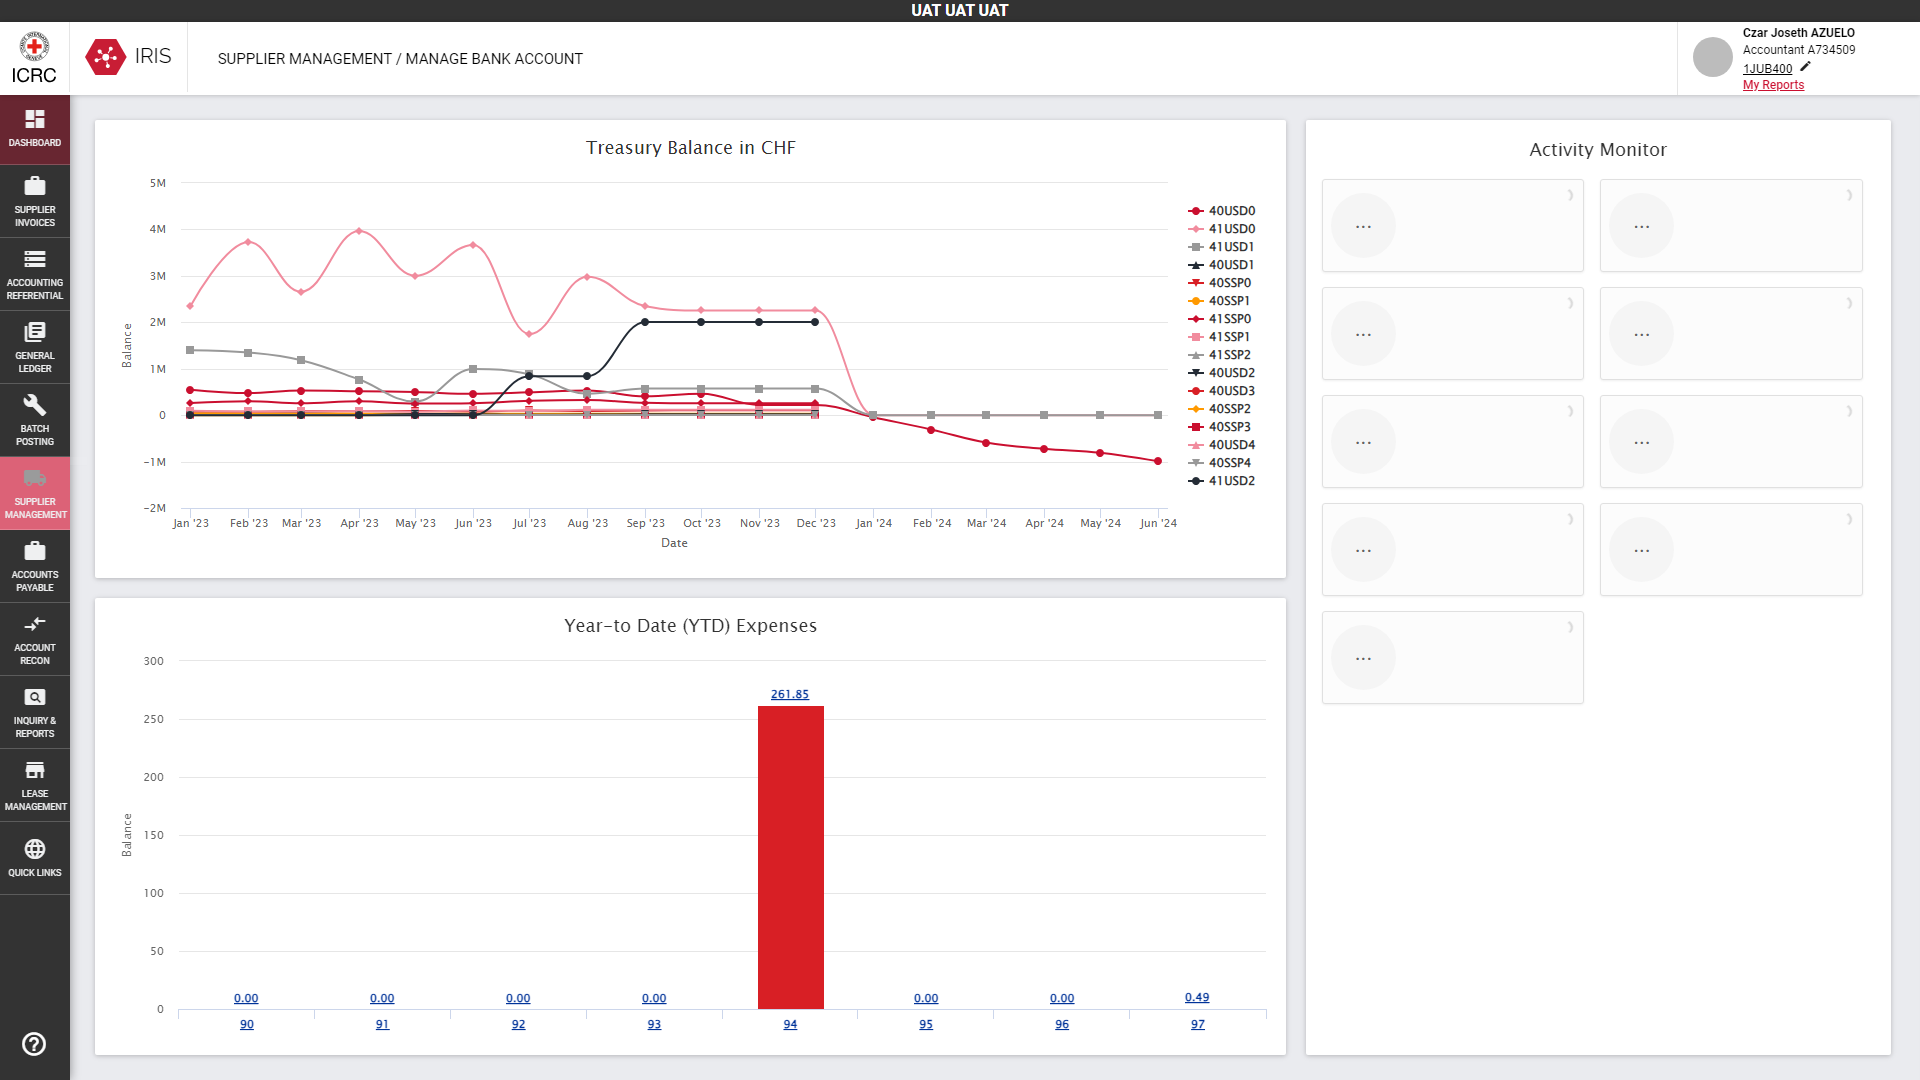 UAT UAT UAT
ICRC
IRIS
SUPPLIER MANAGEMENT / MANAGE BANK ACCOUNT
Czar Joseth AZUELO
Accountant A734509
1JUB400
My Reports
DASHBOARD
SUPPLIER
INVOICES
ACCOUNTING
REFERENTIAL
GENERAL
LEDGER
BATCH
POSTING
SUPPLIER
MANAGEMENT
ACCOUNTS
PAYABLE
ACCOUNT
RECON
INQUIRY &
REPORTS
LEASE
MANAGEMENT
QUICK LINKS
Treasury Balance in CHF
5M
4M
3M
2M
1M
0
-1M
-2M
Balance
Jan '23 Feb '23 Mar '23 Apr '23 May '23 Jun '23 Jul '23 Aug '23 Sep '23 Oct '23 Nov '23 Dec '23 Jan '24 Feb '24 Mar '24 Apr '24 May '24 Jun '24
Date
40USD0
41USD0
41USD1
40USD1
40SSP0
40SSP1
41SSP0
41SSP1
41SSP2
40USD2
40USD3
40SSP2
40SSP3
40USD4
40SSP4
41USD2
Year-to Date (YTD) Expenses
300
250
200
150
100
50
0
Balance
261.85
0.00 0.00 0.00 0.00 0.00 0.00 0.49
90 91 92 93 94 95 96 97
Activity Monitor
... ...
... ...
... ...
... ...
...